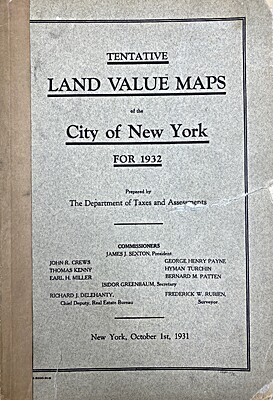 TENTATIVE
LAND VALUE MAPS
of the
City of New York
FOR 1932
Prepared by
The Department of Taxes and Assessments
COMMISSIONERS
JAMES J. SEXTON, President
JOHN R. CREWS GEORGE HENRY PAYNE
THOMAS KENNY HYMAN TURCHIN
EARL H. MILLER BERNARD M. PATTEN
ISIDOR GREENBAUM, Secretary
RICHARD J. DELEHANTY, FREDERICK W. RUBIEN,
Chief Deputy, Real Estate Bureau Surveyor
New York, October 1st, 1931